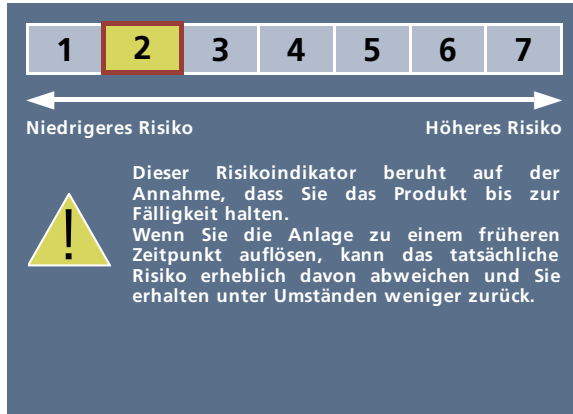 1 2 3 4 5 6 7
Niedrigeres Risiko Höheres Risiko
Dieser Risikoindikator beruht auf der
Annahme, dass Sie das Produkt bis zur
Fälligkeit halten.
Wenn Sie die Anlage zu einem früheren
Zeitpunkt auflösen, kann das tatsächliche
Risiko erheblich davon abweichen und Sie
erhalten unter Umständen weniger zurück.
!